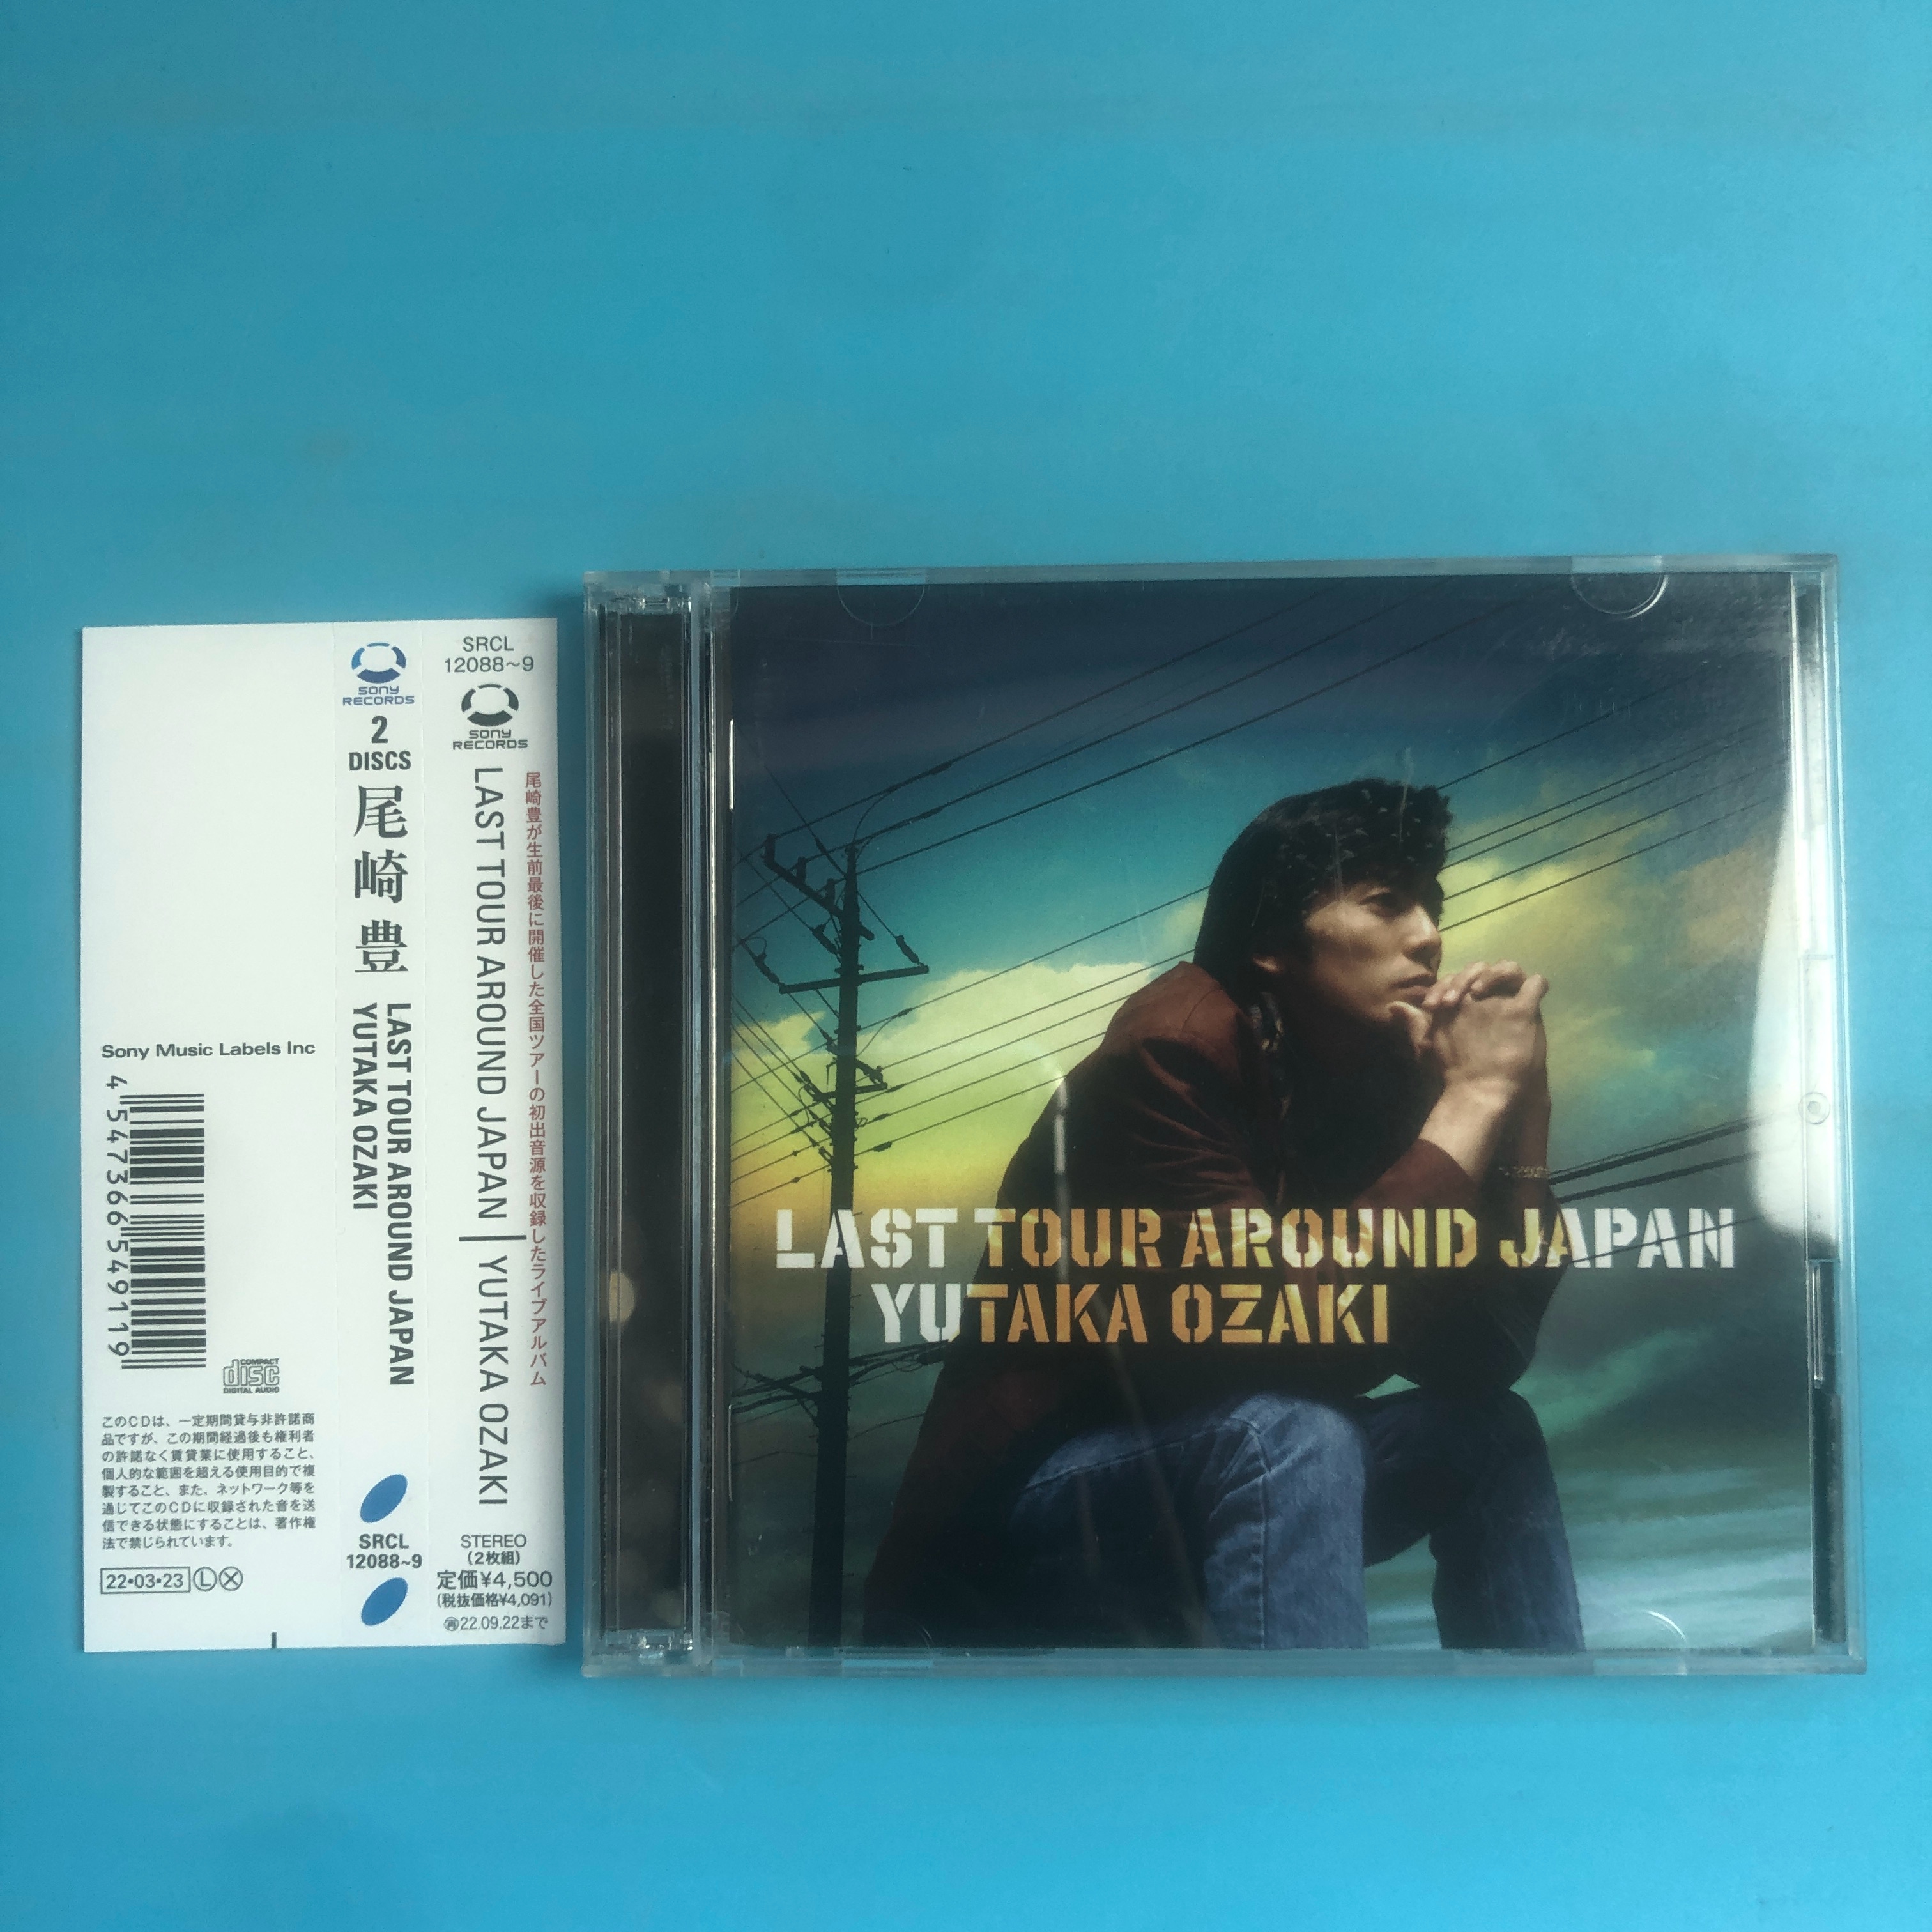 Sony Music Labels Inc
4 547366 549119
COMPACT
disc
DIGITAL AUDIO
このCDは、一定期間貸与非許諾商
品ですが、この期間経過後も権利者
の許諾なく賃貸業に使用すること、
個人的な範囲を超える使用目的で複
製すること、また、ネットワーク等を
通じてこのCDに収録された音を送
信できる状態にすることは、著作権
法で禁じられています。
22•03•23 L X
SONY
RECORDS
2
DISCS
尾崎豊
LAST TOUR AROUND JAPAN
YUTAKA OZAKI
SRCL
12088~9
SRCL
12088~9
SONY
RECORDS
尾崎豊が生前最後に開催した全国ツアーの初出音源を収録したライブアルバム
LAST TOUR AROUND JAPAN | YUTAKA OZAKI
STEREO
(2枚組)
定価¥4,500
(税抜価格¥4,091)
㋐22.09.22まで
LAST TOUR AROUND JAPAN
YUTAKA OZAKI